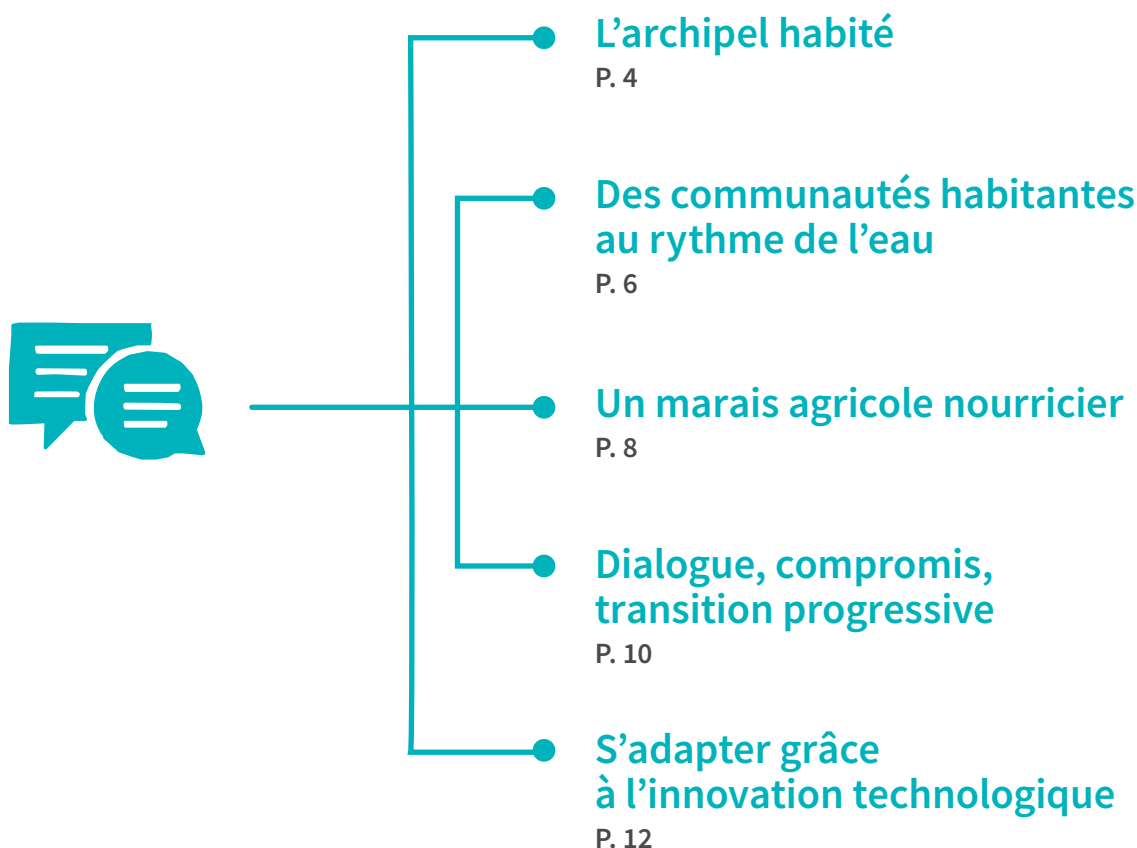 L’archipel habité
P. 4
Des communautés habitantes
au rythme de l’eau
P. 6
Un marais agricole nourricier
P. 8
Dialogue, compromis,
transition progressive
P. 10
S’adapter grâce
à l’innovation technologique
P. 12